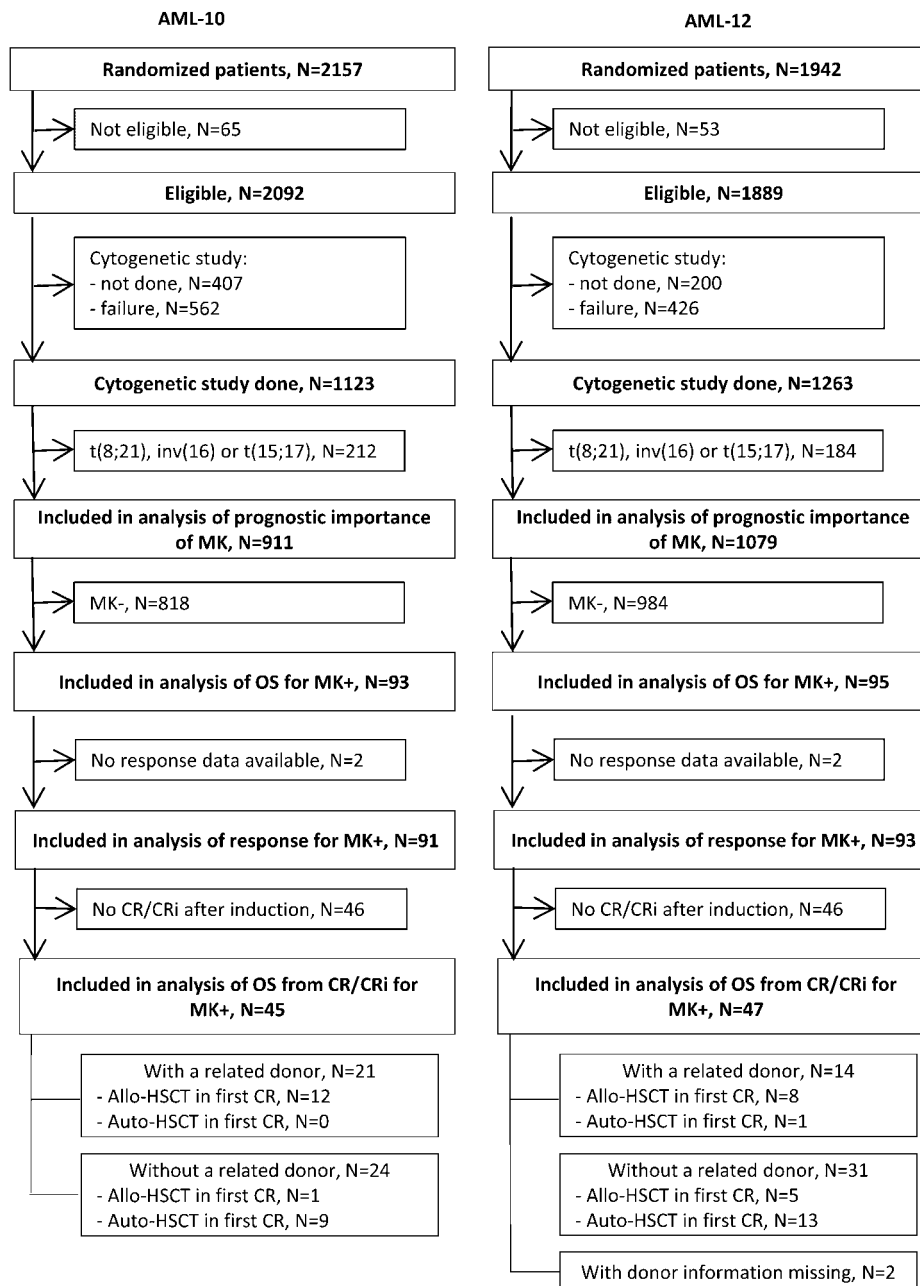 AML-10
Randomized patients, N=2157
Not eligible, N=65
Eligible, N=2092
Cytogenetic study:
- not done, N=407
- failure, N=562
Cytogenetic study done, N=1123
t(8;21), inv(16) or t(15;17), N=212
Included in analysis of prognostic importance
of MK, N=911
MK-, N=818
Included in analysis of OS for MK+, N=93
No response data available, N=2
Included in analysis of response for MK+, N=91
No CR/CRi after induction, N=46
Included in analysis of OS from CR/CRi for
MK+, N=45
With a related donor, N=21
- Allo-HSCT in first CR, N=12
- Auto-HSCT in first CR, N=0
Without a related donor, N=24
- Allo-HSCT in first CR, N=1
- Auto-HSCT in first CR, N=9
AML-12
Randomized patients, N=1942
Not eligible, N=53
Eligible, N=1889
Cytogenetic study:
- not done, N=200
- failure, N=426
Cytogenetic study done, N=1263
t(8;21), inv(16) or t(15;17), N=184
Included in analysis of prognostic importance
of MK, N=1079
MK-, N=984
Included in analysis of OS for MK+, N=95
No response data available, N=2
Included in analysis of response for MK+, N=93
No CR/CRi after induction, N=46
Included in analysis of OS from CR/CRi for
MK+, N=47
With a related donor, N=14
- Allo-HSCT in first CR, N=8
- Auto-HSCT in first CR, N=1
Without a related donor, N=31
- Allo-HSCT in first CR, N=5
- Auto-HSCT in first CR, N=13
With donor information missing, N=2